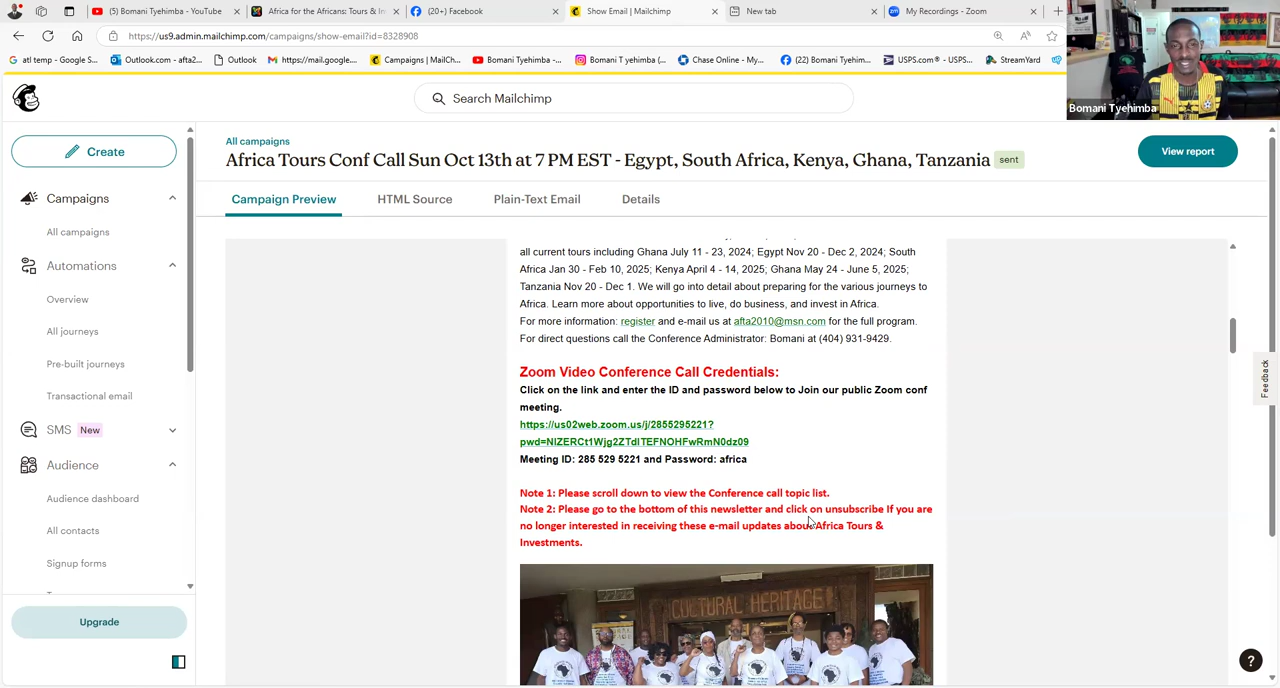 (5) Bomani Tyehimba - YouTube
Africa for the Africans: Tours & In
(20+) Facebook
Show Email | Mailchimp
New tab
My Recordings - Zoom
https://us9.admin.mailchimp.com/campaigns/show-email?id=8328908
atl temp - Google S...
Outlook.com - afta2...
Outlook
https://mail.google....
Campaigns | MailCh...
Bomani Tyehimba -...
Bomani T yehimba (...
Chase Online - My...
(22) Bomani Tyehim...
USPS.com® - USPS...
StreamYard
Bomani Tyehimba
Search Mailchimp
Create
Campaigns
All campaigns
Automations
Overview
All journeys
Pre-built journeys
Transactional email
SMS New
Audience
Audience dashboard
All contacts
Signup forms
Upgrade
All campaigns
Africa Tours Conf Call Sun Oct 13th at 7 PM EST - Egypt, South Africa, Kenya, Ghana, Tanzania sent
View report
Campaign Preview
HTML Source
Plain-Text Email
Details
all current tours including Ghana July 11 - 23, 2024; Egypt Nov 20 - Dec 2, 2024; South
Africa Jan 30 - Feb 10, 2025; Kenya April 4 - 14, 2025; Ghana May 24 - June 5, 2025;
Tanzania Nov 20 - Dec 1. We will go into detail about preparing for the various journeys to
Africa. Learn more about opportunities to live, do business, and invest in Africa.
For more information: register and e-mail us at afta2010@msn.com for the full program.
For direct questions call the Conference Administrator: Bomani at (404) 931-9429.
Zoom Video Conference Call Credentials:
Click on the link and enter the ID and password below to Join our public Zoom conf
meeting.
https://us02web.zoom.us/j/2855295221?
pwd=NlZERCt1Wjg2ZTdITEFNOHFwRmN0dz09
Meeting ID: 285 529 5221 and Password: africa
Note 1: Please scroll down to view the Conference call topic list.
Note 2: Please go to the bottom of this newsletter and click on unsubscribe If you are
no longer interested in receiving these e-mail updates about Africa Tours &
Investments.
CULTURAL HERITAGE
Feedback
?